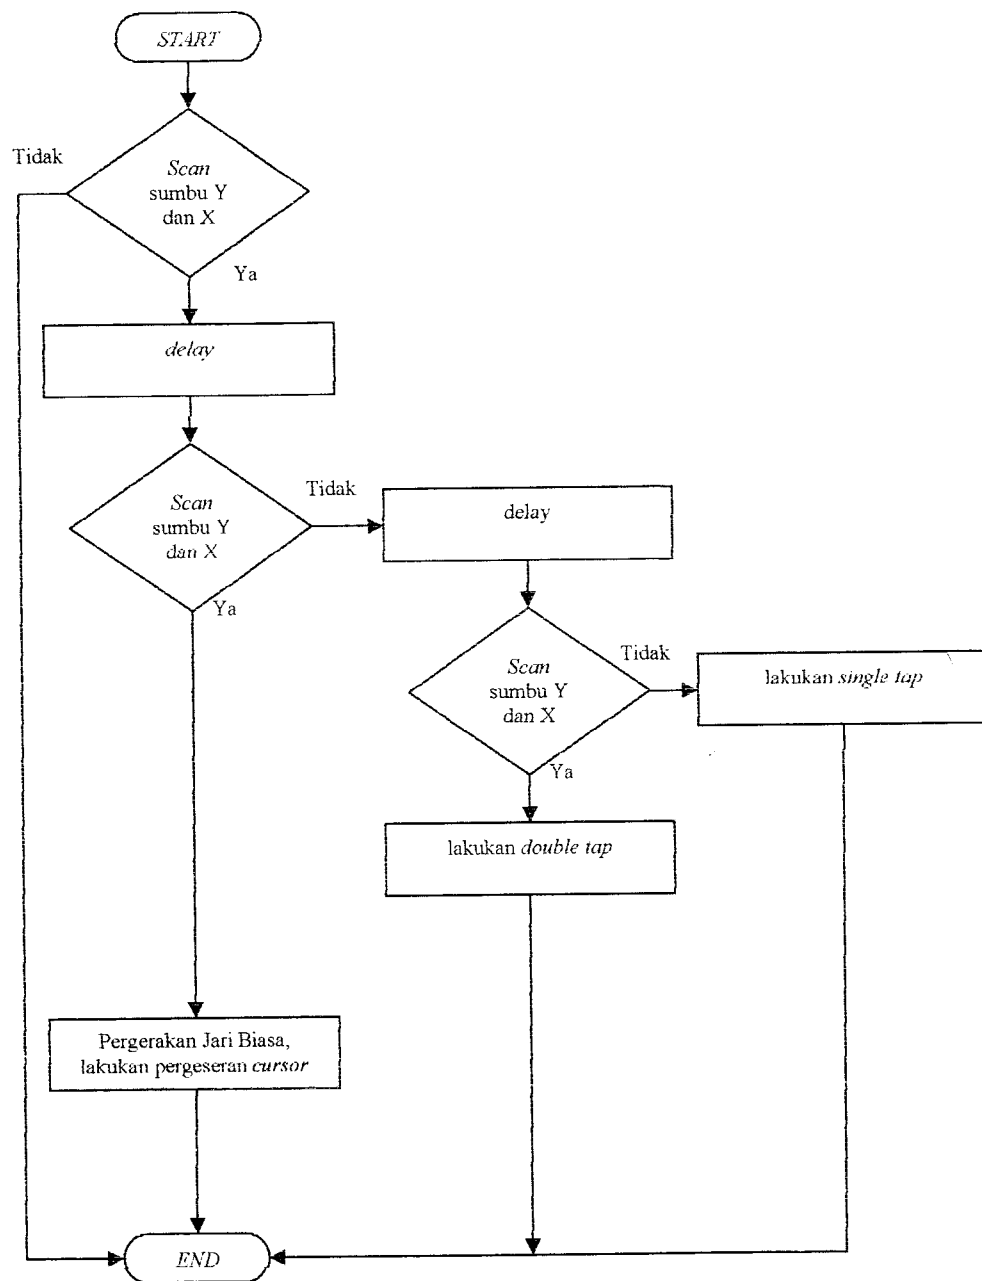 START
Tidak
Scan
sumbu Y
dan X
Ya
delay
Scan
sumbu Y
dan X
Tidak
delay
Ya
Scan
sumbu Y
dan X
Tidak
lakukan single tap
Ya
lakukan double tap
Pergerakan Jari Biasa,
lakukan pergeseran cursor
END